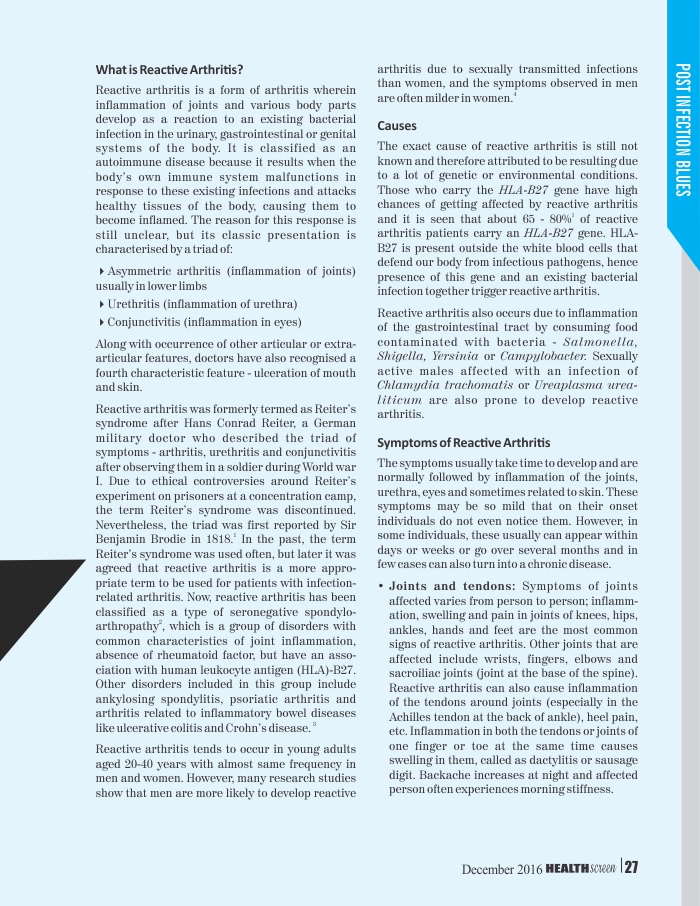 What is Reactive Arthritis?
Reactive arthritis is a form of arthritis wherein
inflammation of joints and various body parts
develop as a reaction to an existing bacterial
infection in the urinary, gastrointestinal or genital
systems of the body. It is classified as an
autoimmune disease because it results when the
body's own immune system malfunctions in
response to these existing infections and attacks
healthy tissues of the body, causing them to
become inflamed. The reason for this response is
still unclear, but its classic presentation is
characterised by a triad of:
Asymmetric arthritis (inflammation of joints)
usually in lower limbs
Urethritis (inflammation of urethra)
Conjunctivitis (inflammation in eyes)
Along with occurrence of other articular or extra-
articular features, doctors have also recognised a
fourth characteristic feature - ulceration of mouth
and skin.
Reactive arthritis was formerly termed as Reiter's
syndrome after Hans Conrad Reiter, a German
military doctor who described the triad of
symptoms - arthritis, urethritis and conjunctivitis
after observing them in a soldier during World war
I. Due to ethical controversies around Reiter's
experiment on prisoners at a concentration camp,
the term Reiter's syndrome was discontinued.
Nevertheless, the triad was first reported by Sir
Benjamin Brodie in 1818.¹ In the past, the term
Reiter's syndrome was used often, but later it was
agreed that reactive arthritis is a more appro-
priate term to be used for patients with infection-
related arthritis. Now, reactive arthritis has been
classified as a type of seronegative spondylo-
arthropathy², which is a group of disorders with
common characteristics of joint inflammation,
absence of rheumatoid factor, but have an asso-
ciation with human leukocyte antigen (HLA)-B27.
Other disorders included in this group include
ankylosing spondylitis, psoriatic arthritis and
arthritis related to inflammatory bowel diseases
like ulcerative colitis and Crohn's disease. ³
Reactive arthritis tends to occur in young adults
aged 20-40 years with almost same frequency in
men and women. However, many research studies
show that men are more likely to develop reactive
arthritis due to sexually transmitted infections
than women, and the symptoms observed in men
are often milder in women.⁴
Causes
The exact cause of reactive arthritis is still not
known and therefore attributed to be resulting due
to a lot of genetic or environmental conditions.
Those who carry the HLA-B27 gene have high
chances of getting affected by reactive arthritis
and it is seen that about 65 - 80%¹ of reactive
arthritis patients carry an HLA-B27 gene. HLA-
B27 is present outside the white blood cells that
defend our body from infectious pathogens, hence
presence of this gene and an existing bacterial
infection together trigger reactive arthritis.
Reactive arthritis also occurs due to inflammation
of the gastrointestinal tract by consuming food
contaminated with bacteria - Salmonella,
Shigella, Yersinia or Campylobacter. Sexually
active males affected with an infection of
Chlamydia trachomatis or Ureaplasma urea-
liticum are also prone to develop reactive
arthritis.
Symptoms of Reactive Arthritis
The symptoms usually take time to develop and are
normally followed by inflammation of the joints,
urethra, eyes and sometimes related to skin. These
symptoms may be so mild that on their onset
individuals do not even notice them. However, in
some individuals, these usually can appear within
days or weeks or go over several months and in
few cases can also turn into a chronic disease.
• Joints and tendons: Symptoms of joints
affected varies from person to person; inflamm-
ation, swelling and pain in joints of knees, hips,
ankles, hands and feet are the most common
signs of reactive arthritis. Other joints that are
affected include wrists, fingers, elbows and
sacroiliac joints (joint at the base of the spine).
Reactive arthritis can also cause inflammation
of the tendons around joints (especially in the
Achilles tendon at the back of ankle), heel pain,
etc. Inflammation in both the tendons or joints of
one finger or toe at the same time causes
swelling in them, called as dactylitis or sausage
digit. Backache increases at night and affected
person often experiences morning stiffness.
POST INFECTION BLUES
December 2016 HEALTHscreen | 27